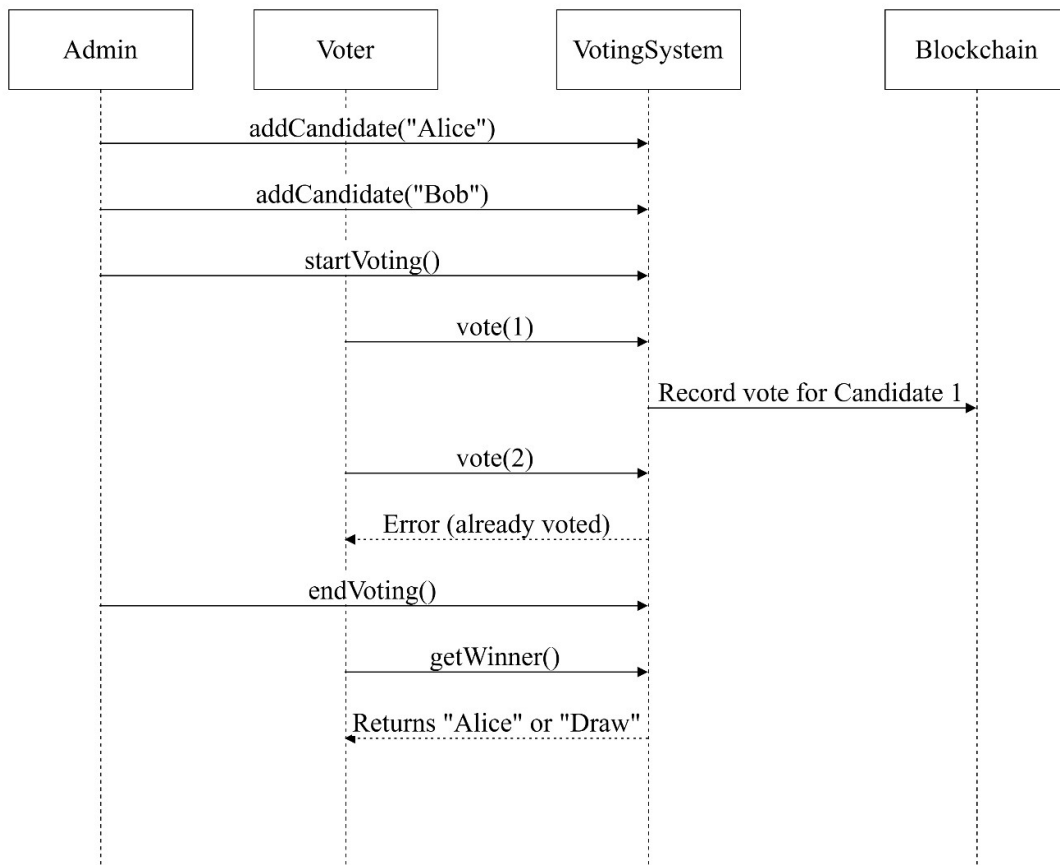 Admin
Voter
VotingSystem
Blockchain
addCandidate("Alice")
addCandidate("Bob")
startVoting()
vote(1)
Record vote for Candidate 1
vote(2)
Error (already voted)
endVoting()
getWinner()
Returns "Alice" or "Draw"